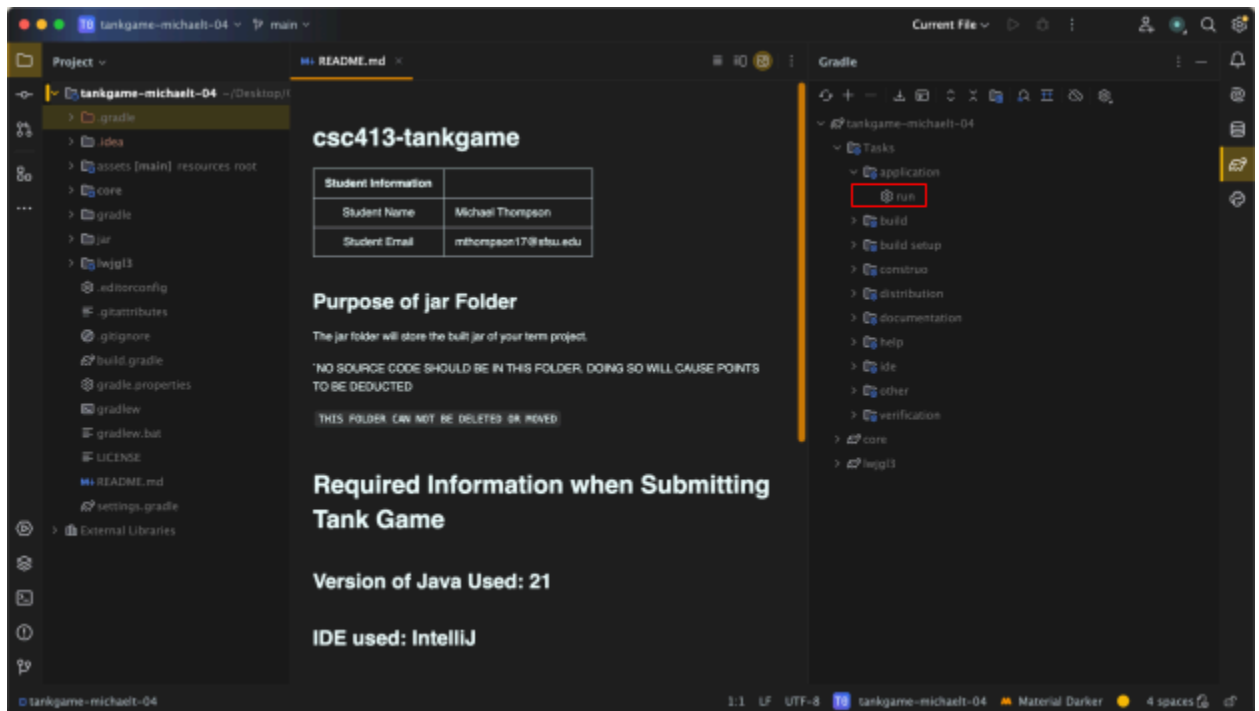 T0 tankgame-michaelt-04 main
Current File
Project
README.md
Gradle
tankgame-michaelt-04 ~/Desktop/t
.gradle
.idea
assets [main] resources root
core
gradle
jar
lwjgl3
.editorconfig
.gitattributes
.gitignore
build.gradle
gradle.properties
gradlew
gradlew.bat
LICENSE
README.md
settings.gradle
External Libraries
csc413-tankgame
Student Information
Student Name Michael Thompson
Student Email mthompson17@sfsu.edu
Purpose of jar Folder
The jar folder will store the built jar of your term project.
`NO SOURCE CODE SHOULD BE IN THIS FOLDER. DOING SO WILL CAUSE POINTS
TO BE DEDUCTED
THIS FOLDER CAN NOT BE DELETED OR MOVED
Required Information when Submitting
Tank Game
Version of Java Used: 21
IDE used: IntelliJ
tankgame-michaelt-04
Tasks
application
run
build
build setup
construo
distribution
documentation
help
ide
other
verification
core
lwjgl3
tankgame-michaelt-04
1:1 LF UTF-8 T0 tankgame-michaelt-04 Material Darker 4 spaces